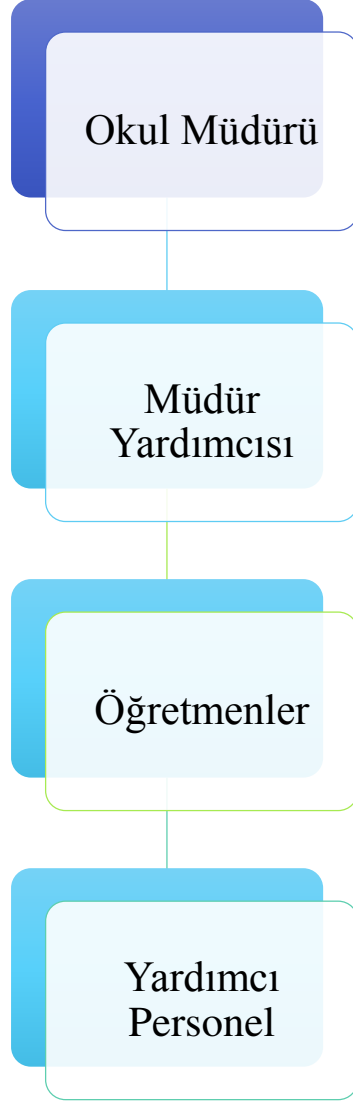 Okul Müdürü
Müdür
Yardımcısı
Öğretmenler
Yardımcı
Personel